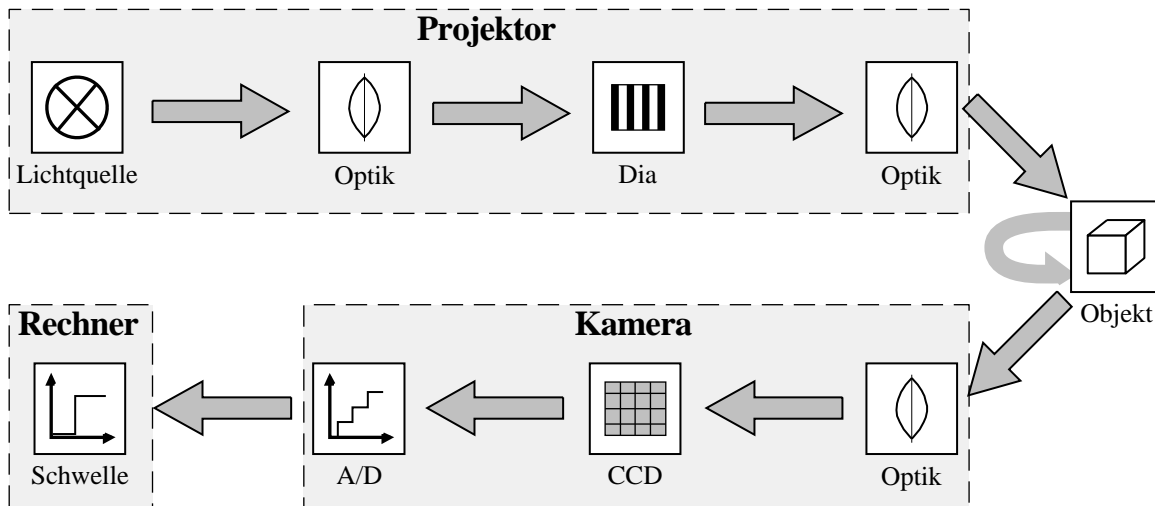 Projektor
Lichtquelle
Optik
Dia
Optik
Objekt
Rechner
Kamera
Schwelle
A/D
CCD
Optik